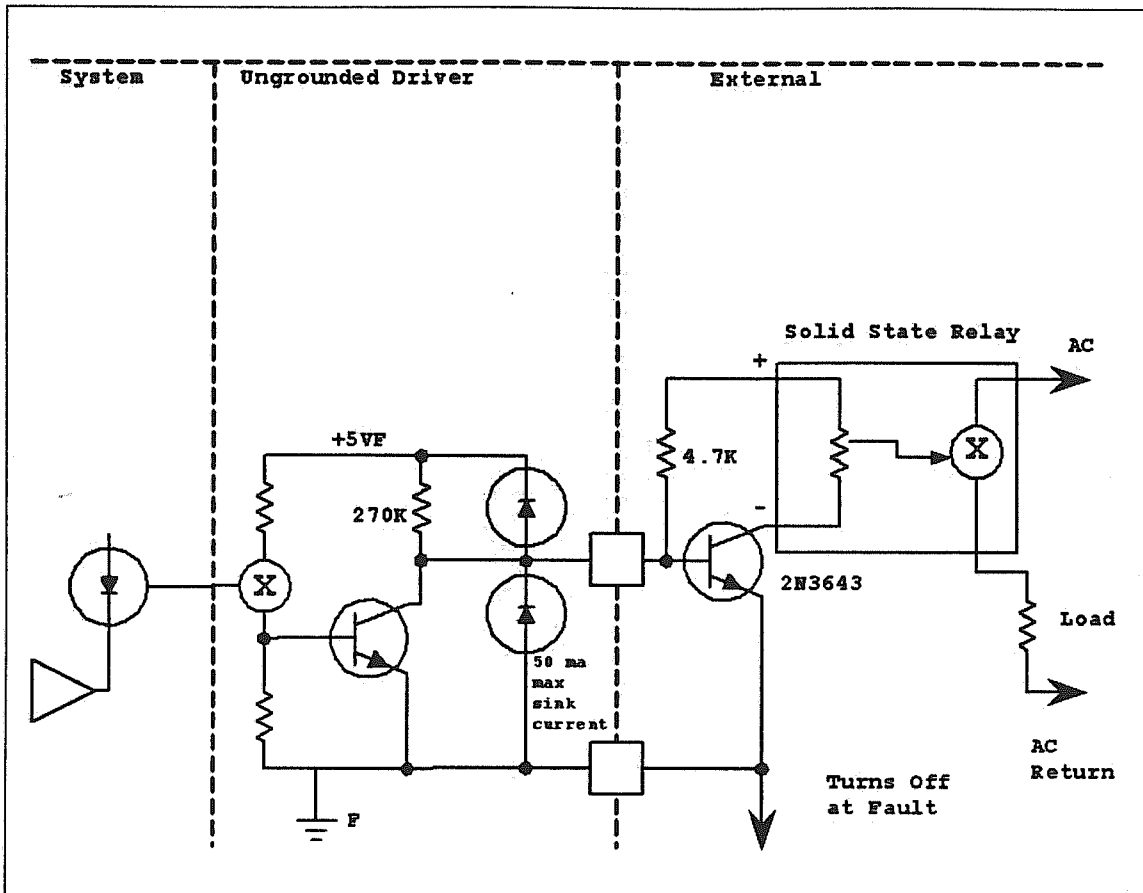 System
Ungrounded Driver
External
Solid State Relay
AC
+
+5VF
4.7K
270K
-
X
X
2N3643
Load
50 ma
max
sink
current
AC
Return
Turns Off
at Fault
F